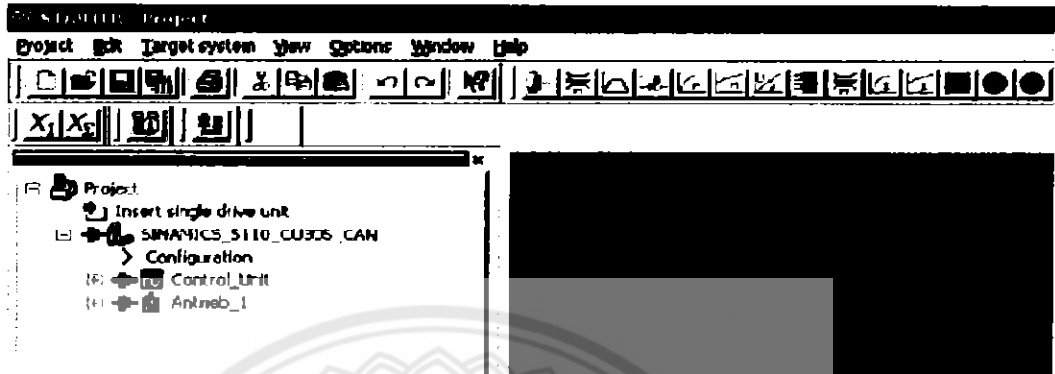 Project
Project Edit Target system View Options Window Help
Project
Insert single drive unit
SINAMICS_S110_CU305_CAN
Configuration
Control_Unit
Antrieb_1